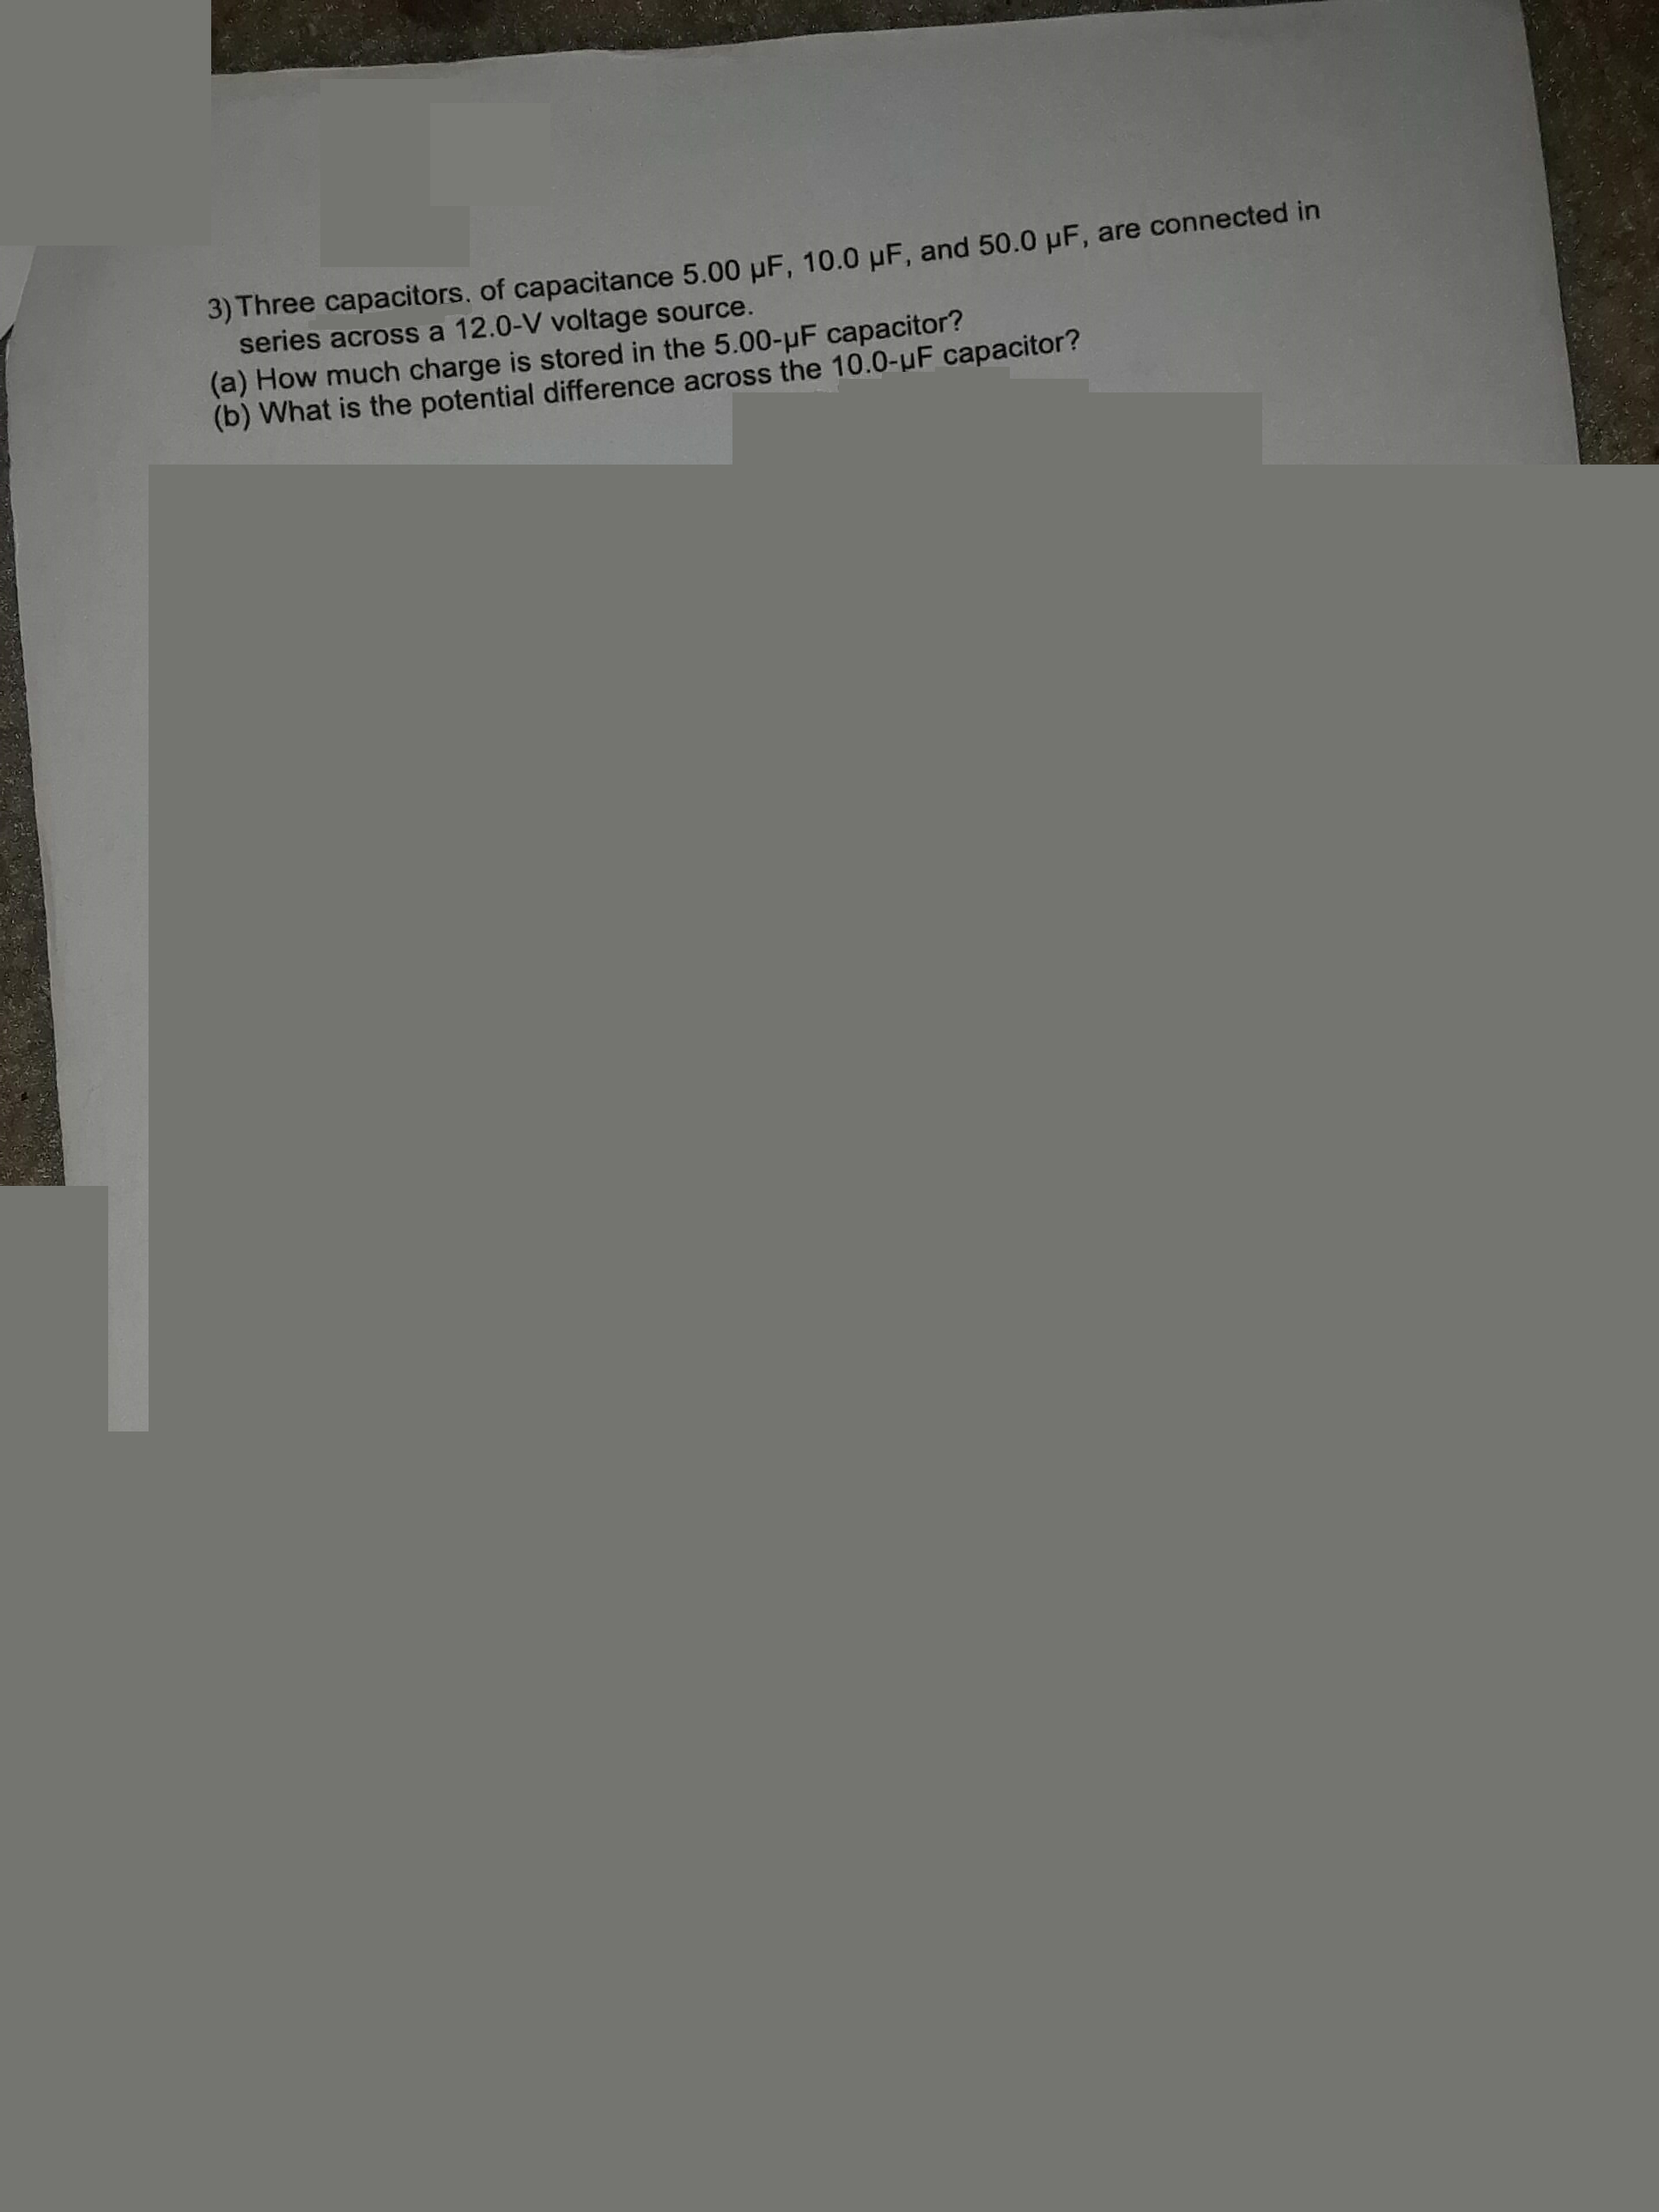 3) Three capacitors. of capacitance 5.00 µF, 10.0 µF, and 50.0 µF, are connected in
series across a 12.0-V voltage source.
(a) How much charge is stored in the 5.00-µF capacitor?
(b) What is the potential difference across the 10.0-µF capacitor?